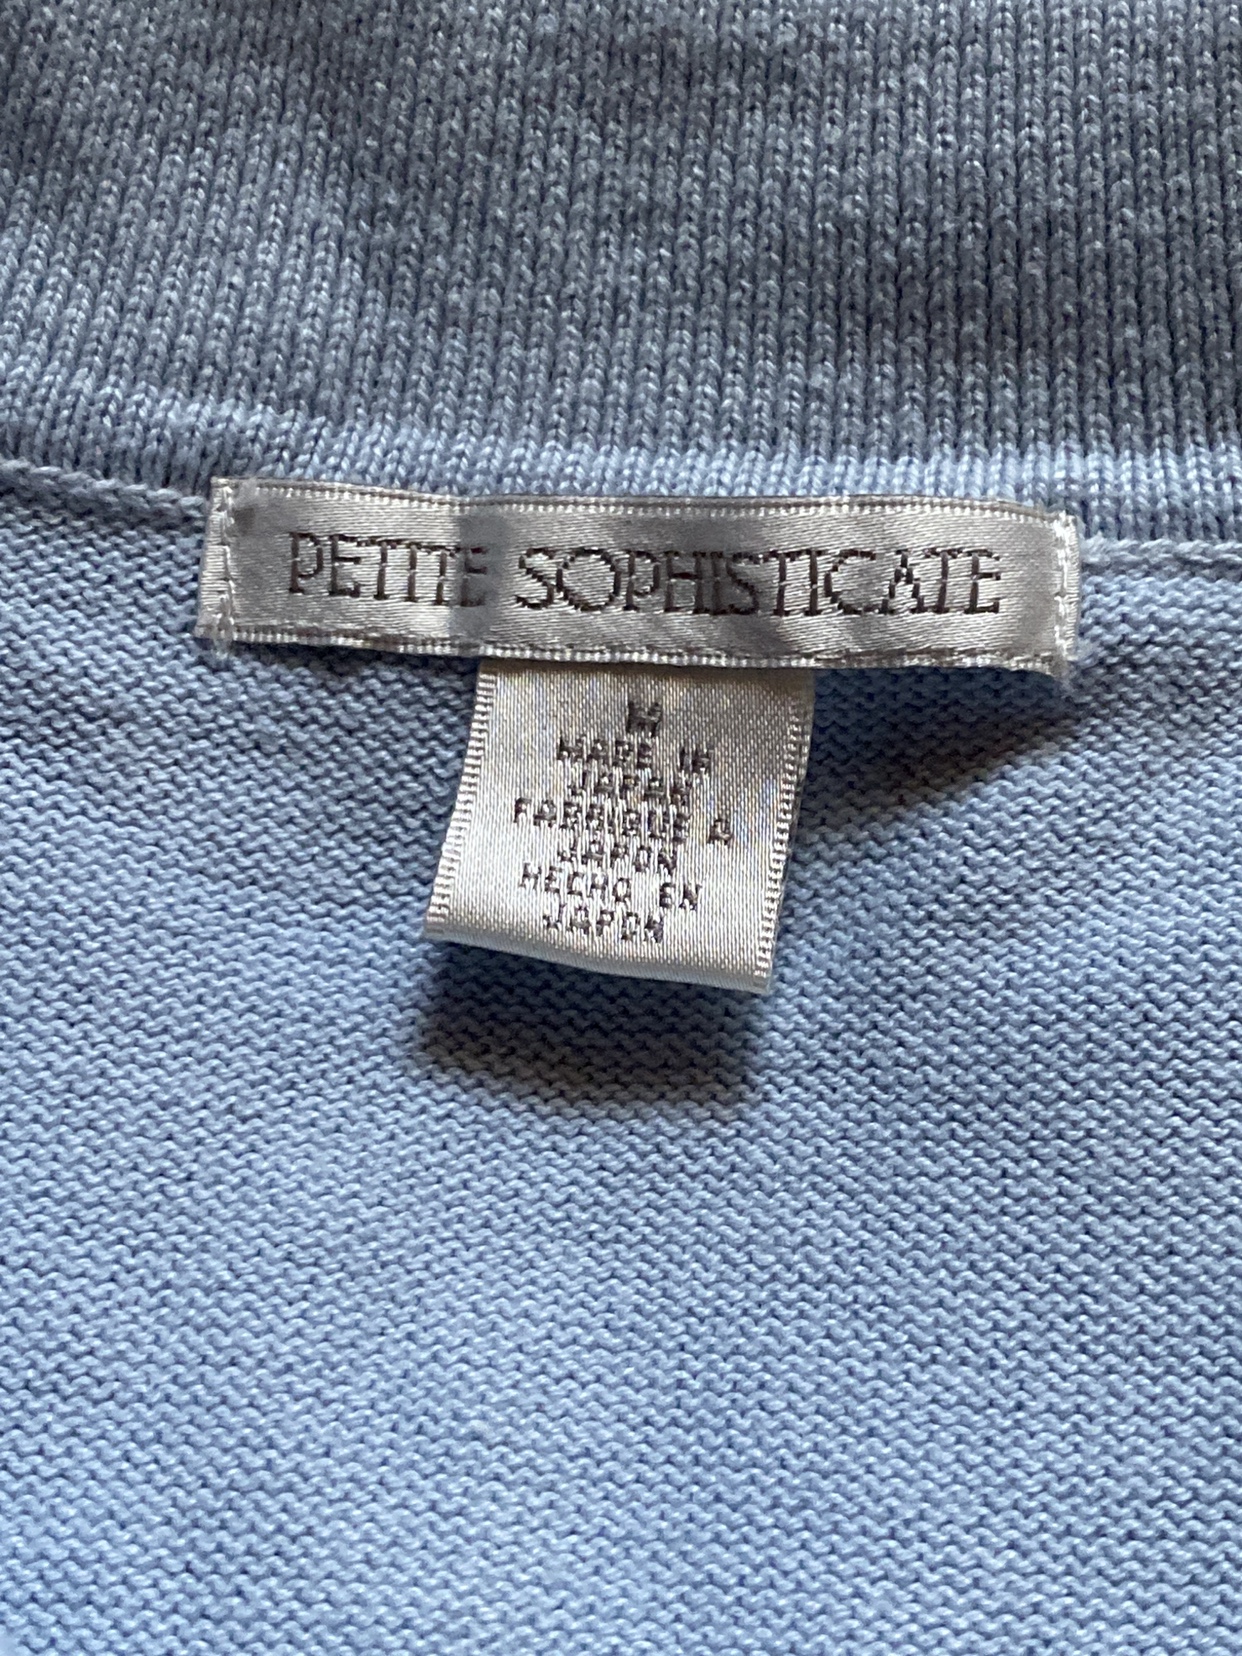 PETITE SOPHISTICATE
M
MADE IN
JAPAN
FABRIQUE A
JAPON
HECHO EN
JAPON